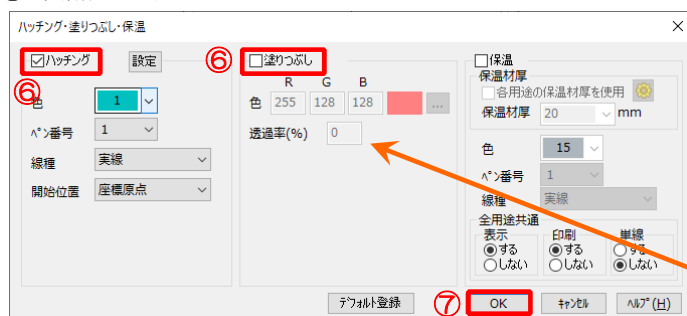 ハッチング・塗りつぶし・保温
ハッチング 設定
⑥
色 1
ペン番号 1
線種 実線
開始位置 座標原点
⑥ 塗りつぶし
R G B
色 255 128 128 ...
透過率(%) 0
保温
保温材厚
各用途の保温材厚を使用
保温材厚 20 mm
色 15
ペン番号 1
線種 実線
全用途共通
表示 印刷 単線
する する する
しない しない しない
デフォルト登録 ⑦ OK キャンセル ヘルプ(H)